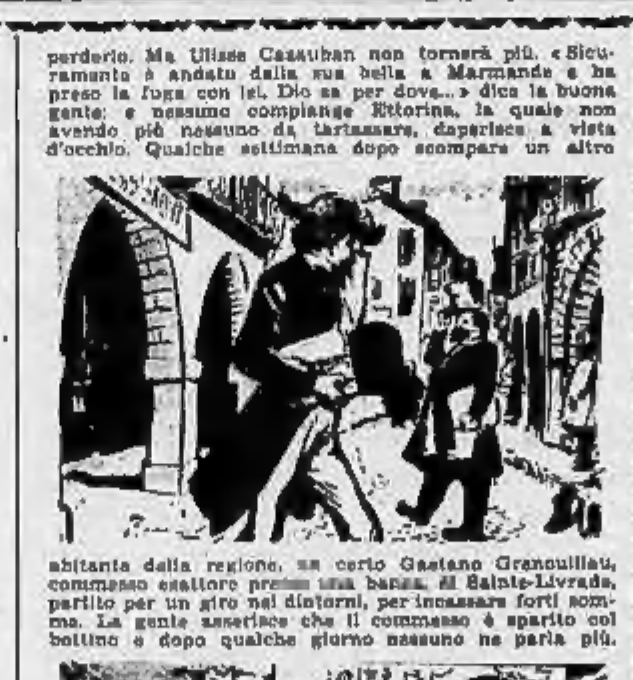 perderlo. Ma Ulisse Casauban non tornerà più. « Sicu-
ramente è andato dalla sua bella a Marmande e ha
preso la fuga con lei. Dio sa per dove... » dice la buona
gente; e nessuno compiange Ettorina, la quale non
avendo più nessuno da tartassare, deperisce a vista
d'occhio. Qualche settimana dopo scompare un altro
abitante della regione, un certo Gaetano Granouillau,
commesso esattore presso una banca, di Sainte-Livrade,
partito per un giro nei dintorni, per incassare forti som-
me. La gente asserisce che il commesso è sparito col
bottino e dopo qualche giorno nessuno ne parla più.